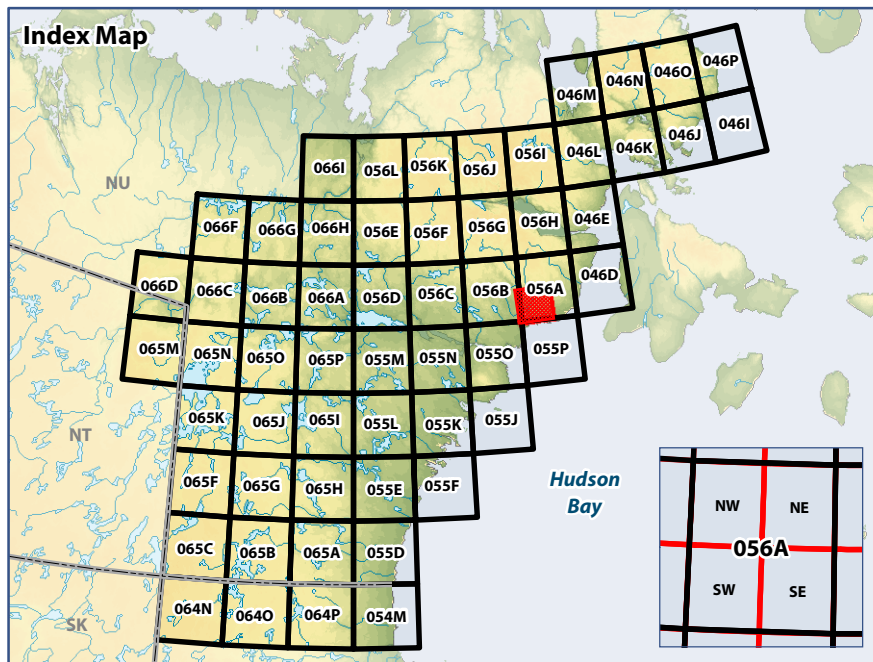 Index Map
046M 046N 046O 046P
046L 046K 046J 046I
066I 056L 056K 056J 056I
NU
066F 066G 066H 056E 056F 056G 056H 046E
066D 066C 066B 066A 056D 056C 056B 056A 046D
065M 065N 065O 065P 055M 055N 055O 055P
NT
065K 065J 065I 055L 055K 055J
065F 065G 065H 055E 055F
Hudson
Bay
065C 065B 065A 055D
064N 064O 064P 054M
SK
NW NE
056A
SW SE